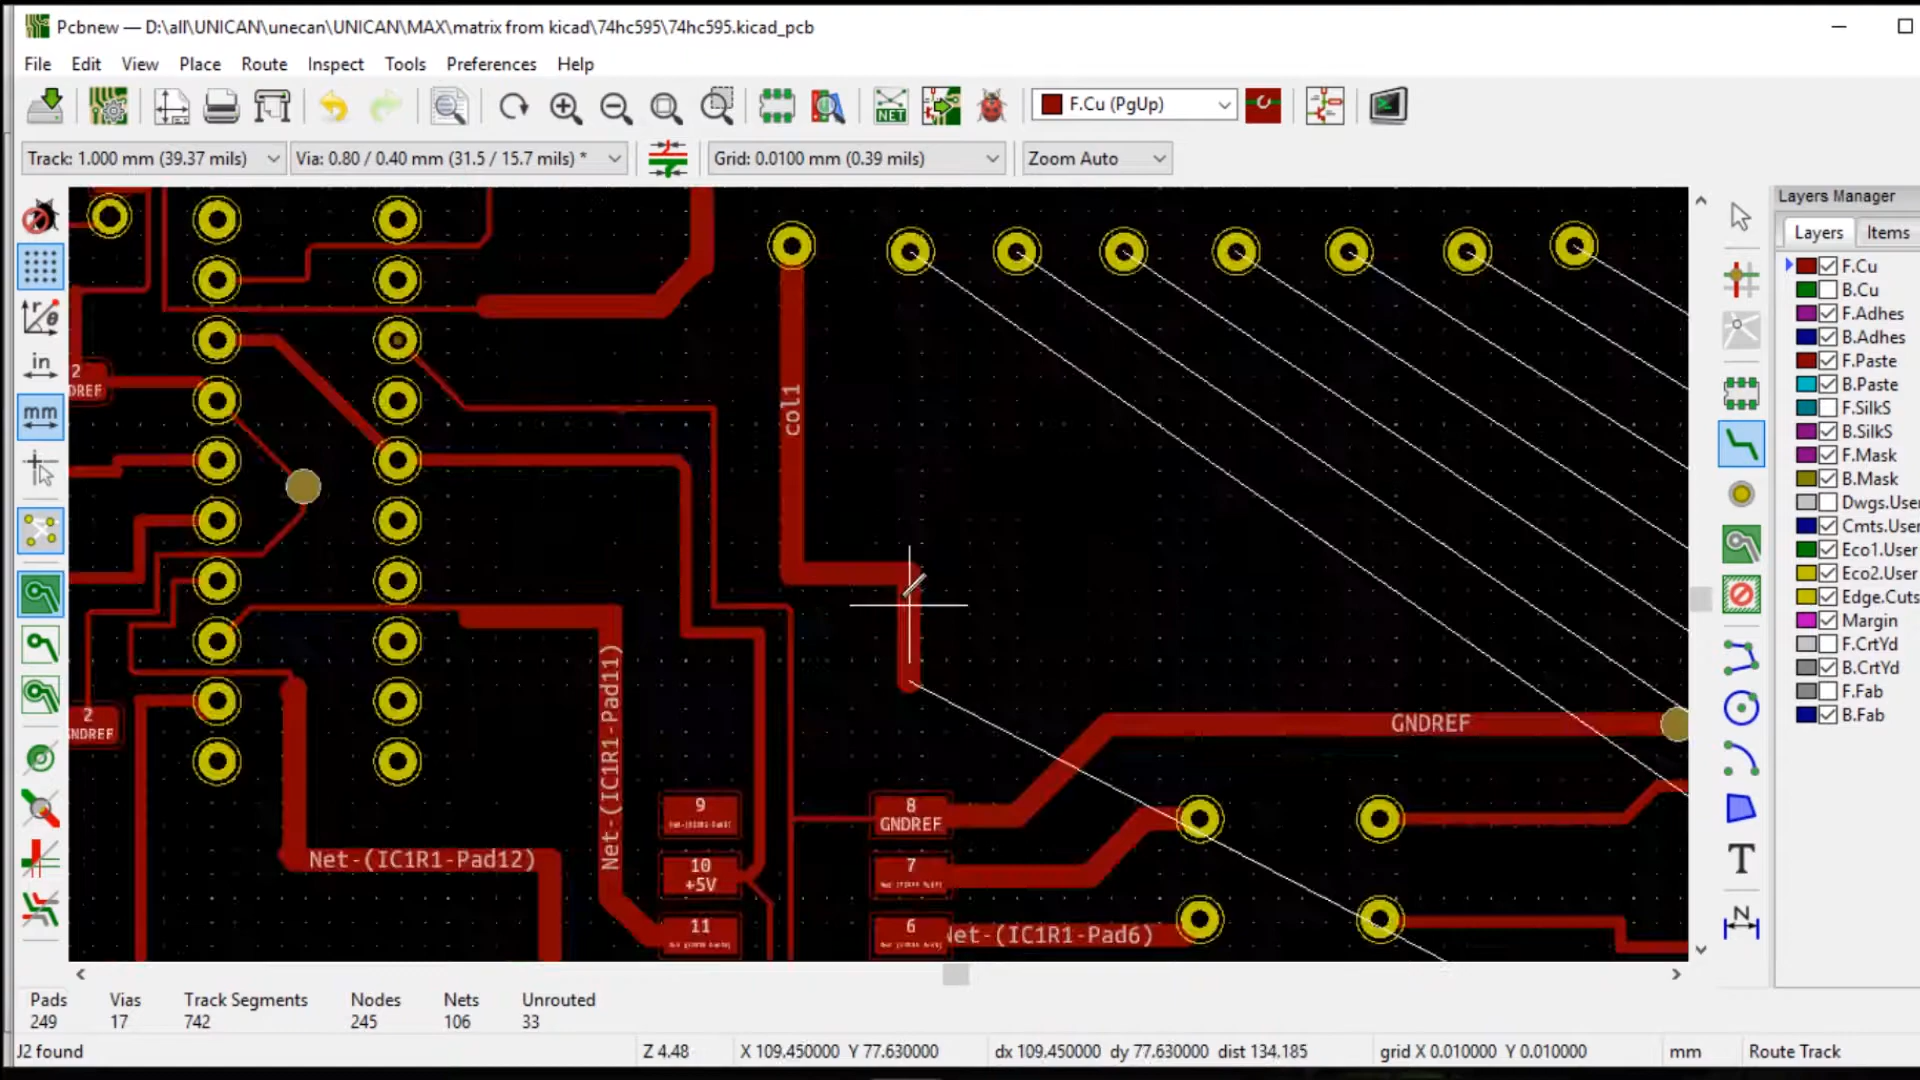 Pcbnew — D:\all\UNICAN\unecan\UNICAN\MAX\matrix from kicad\74hc595\74hc595.kicad_pcb
File Edit View Place Route Inspect Tools Preferences Help
NET
F.Cu (PgUp)
Track: 1.000 mm (39.37 mils)
Via: 0.80 / 0.40 mm (31.5 / 15.7 mils) *
Grid: 0.0100 mm (0.39 mils)
Zoom Auto
in
mm
2
DREF
2
GNDREF
col1
Net-(IC1R1-Pad11)
Net-(IC1R1-Pad12)
GNDREF
9
10
+5V
11
8
GNDREF
7
6
Net-(IC1R1-Pad6)
T
N
Layers Manager
Layers Items
F.Cu
B.Cu
F.Adhes
B.Adhes
F.Paste
B.Paste
F.SilkS
B.SilkS
F.Mask
B.Mask
Dwgs.User
Cmts.User
Eco1.User
Eco2.User
Edge.Cuts
Margin
F.CrtYd
B.CrtYd
F.Fab
B.Fab
Pads Vias Track Segments Nodes Nets Unrouted
249 17 742 245 106 33
J2 found
Z 4.48
X 109.450000 Y 77.630000
dx 109.450000 dy 77.630000 dist 134.185
grid X 0.010000 Y 0.010000
mm
Route Track